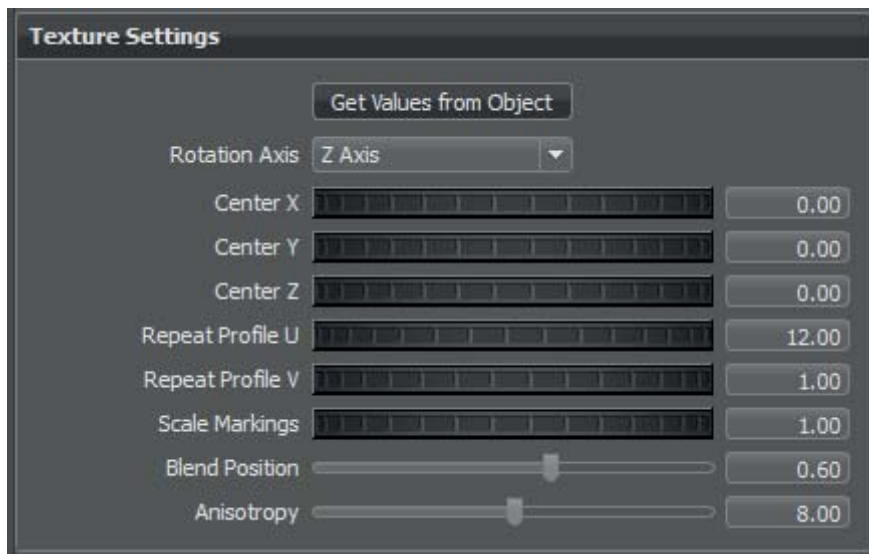 Texture Settings
Get Values from Object
Rotation Axis Z Axis
Center X 0.00
Center Y 0.00
Center Z 0.00
Repeat Profile U 12.00
Repeat Profile V 1.00
Scale Markings 1.00
Blend Position 0.60
Anisotropy 8.00